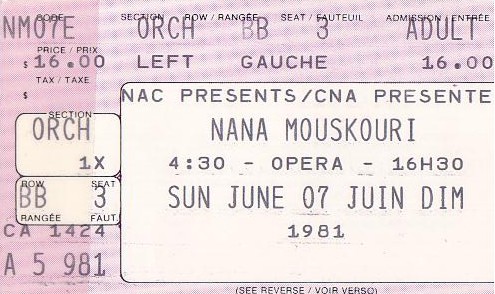 CODE SECTION ROW / RANGÉE SEAT / FAUTEUIL ADMISSION / ENTRÉE
NM07E ORCH BB 3 ADULT
PRICE / PRIX
$ 16.00 LEFT GAUCHE 16.00
TAX / TAXE
$
NAC PRESENTS/CNA PRESENTE
SECTION
ORCH NANA MOUSKOURI
1X 4:30 - OPERA - 16H30
ROW SEAT
BB 3 SUN JUNE 07 JUIN DIM
RANGÉE FAUT.
CA 1424 1981
A 5 981
(SEE REVERSE / VOIR VERSO)